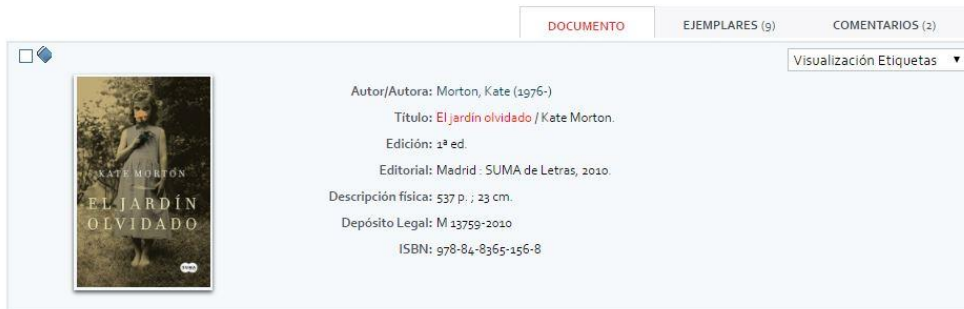 DOCUMENTO EJEMPLARES (9) COMENTARIOS (2)
Visualización Etiquetas
Autor/Autora: Morton, Kate (1976-)
Título: El jardín olvidado / Kate Morton.
Edición: 1ª ed.
Editorial: Madrid : SUMA de Letras, 2010.
Descripción física: 537 p. ; 23 cm.
Depósito Legal: M 13759-2010
ISBN: 978-84-8365-156-8
KATE MORTON
EL JARDÍN
OLVIDADO